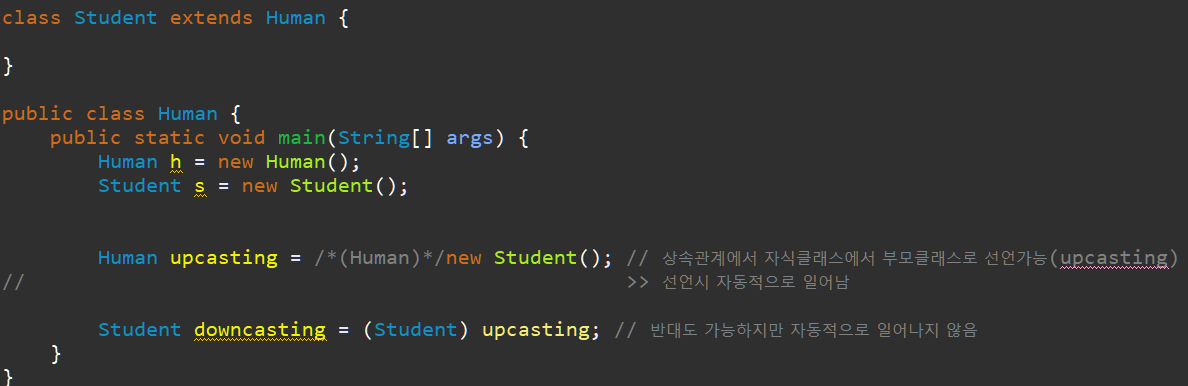 class Student extends Human {
}
public class Human {
public static void main(String[] args) {
Human h = new Human();
Student s = new Student();
Human upcasting = /*(Human)*/new Student(); // 상속관계에서 자식클래스에서 부모클래스로 선언가능(upcasting)
// >> 선언시 자동적으로 일어남
Student downcasting = (Student) upcasting; // 반대도 가능하지만 자동적으로 일어나지 않음
}
}